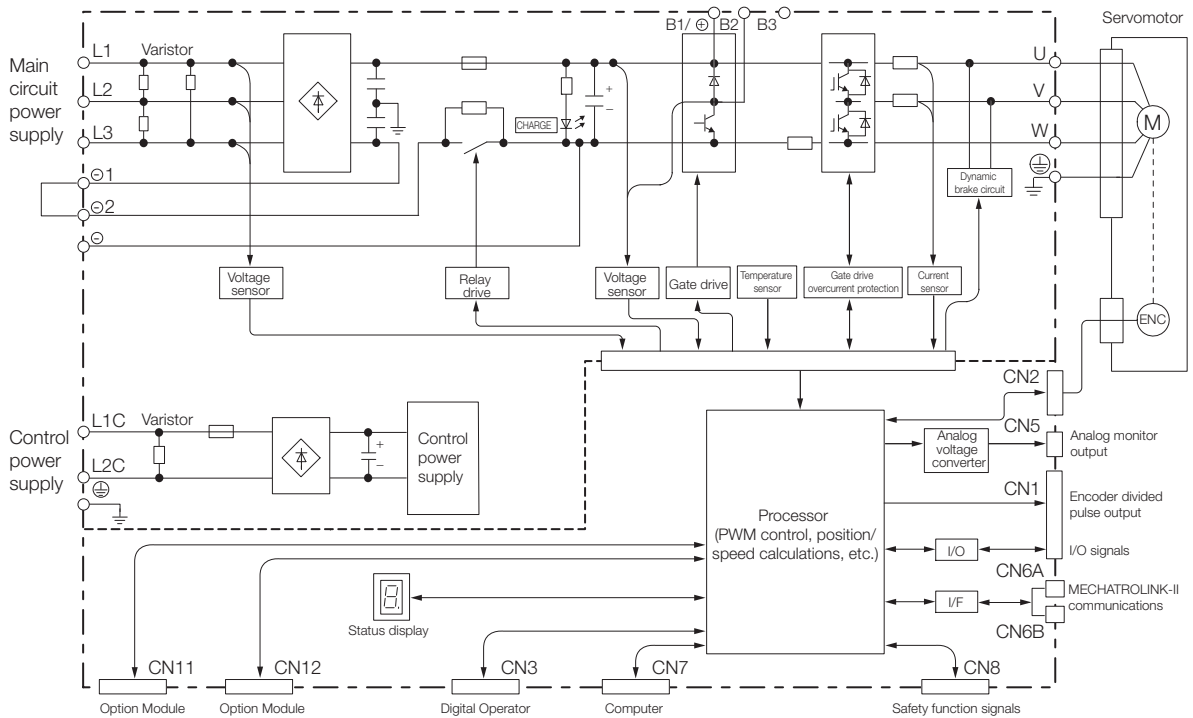 B1/ ⊕ B2 B3
Servomotor
Main
circuit
power
supply
L1
L2
L3
Varistor
⊖1
⊖2
⊖
CHARGE
+
−
U
V
W
M
Dynamic
brake circuit
Voltage
sensor
Relay
drive
Voltage
sensor
Gate drive
Temperature
sensor
Gate drive
overcurrent protection
Current
sensor
ENC
Control
power
supply
L1C
L2C
Varistor
+
−
Control
power
supply
Processor
(PWM control, position/
speed calculations, etc.)
CN2
CN5
Analog
voltage
converter
Analog monitor
output
CN1
Encoder divided
pulse output
I/O
I/O signals
CN6A
I/F
MECHATROLINK-II
communications
CN6B
8.
Status display
CN11
CN12
CN3
CN7
CN8
Option Module
Option Module
Digital Operator
Computer
Safety function signals